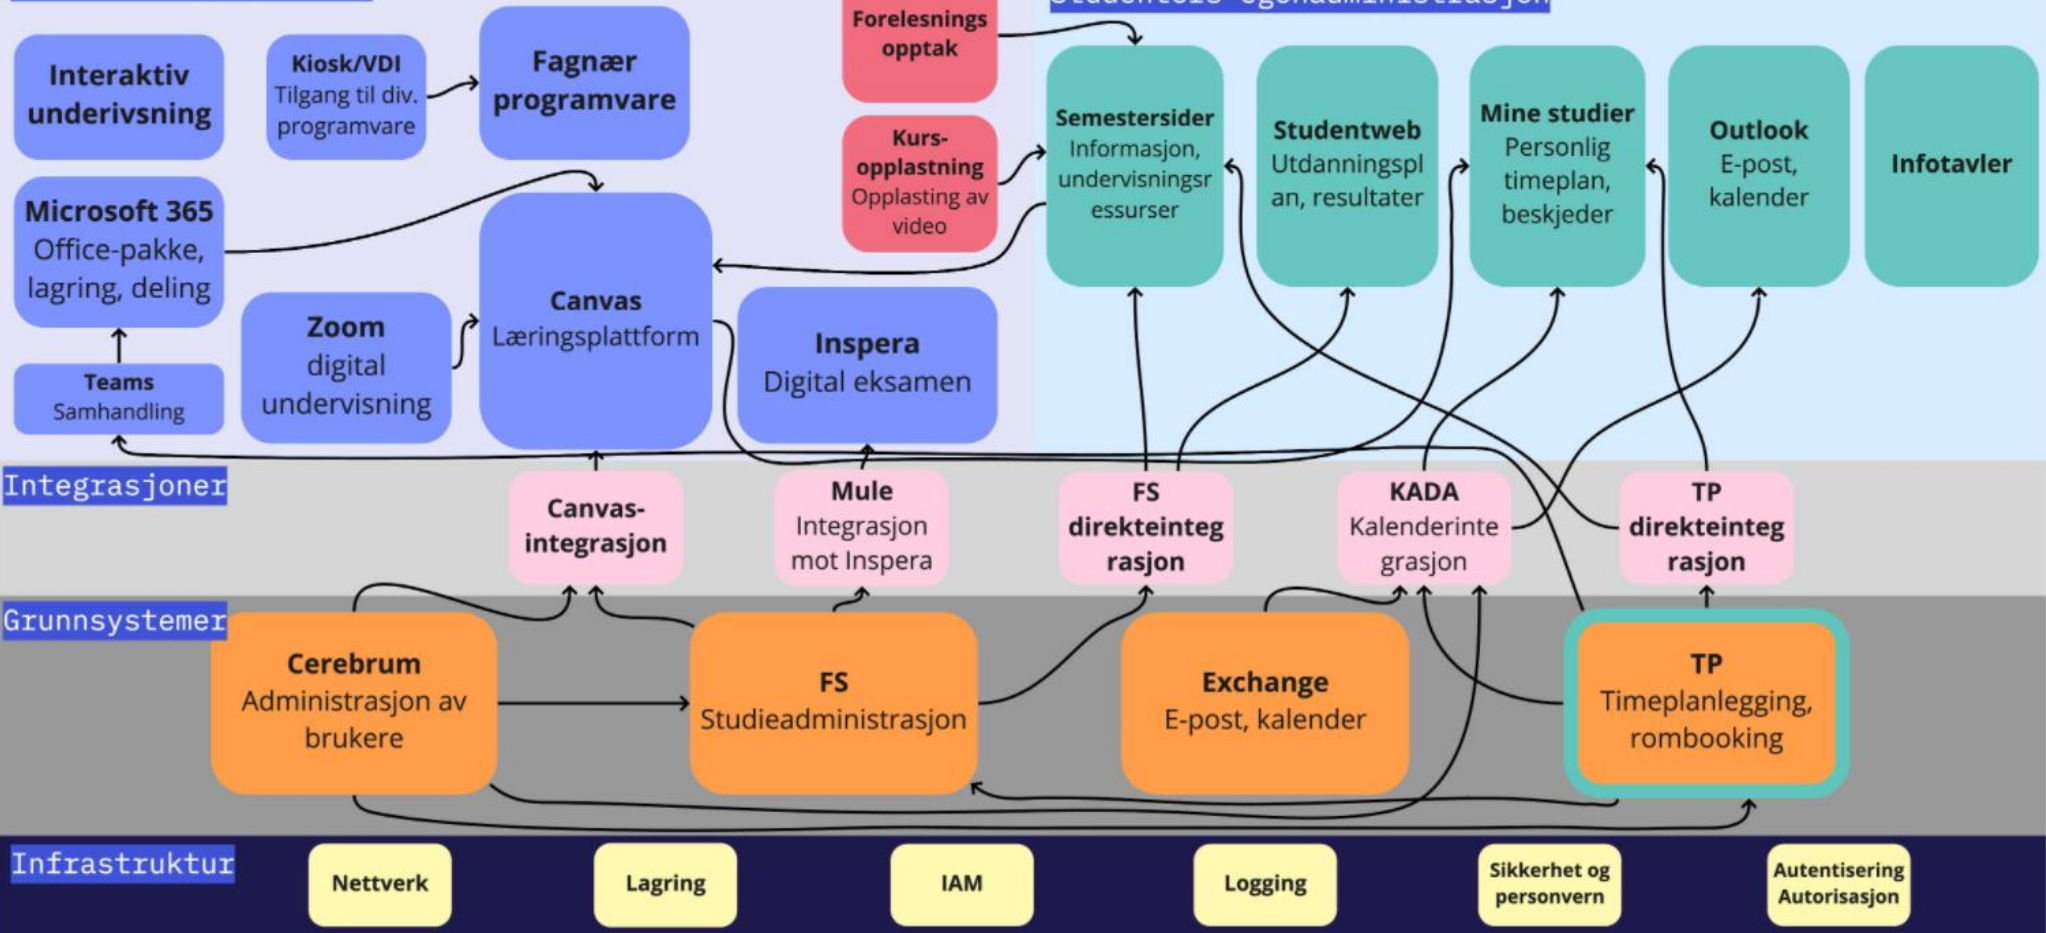 Studenters egenadministrasjon
Interaktiv
underivsning
Kiosk/VDI
Tilgang til div.
programvare
Fagnær
programvare
Forelesnings
opptak
Kurs-
opplastning
Opplasting av
video
Semestersider
Informasjon,
undervisningsr
essurser
Studentweb
Utdanningspl
an, resultater
Mine studier
Personlig
timeplan,
beskjeder
Outlook
E-post,
kalender
Infotavler
Microsoft 365
Office-pakke,
lagring, deling
Zoom
digital
undervisning
Canvas
Læringsplattform
Inspera
Digital eksamen
Teams
Samhandling
Integrasjoner
Canvas-
integrasjon
Mule
Integrasjon
mot Inspera
FS
direkteinteg
rasjon
KADA
Kalenderinte
grasjon
TP
direkteinteg
rasjon
Grunnsystemer
Cerebrum
Administrasjon av
brukere
FS
Studieadministrasjon
Exchange
E-post, kalender
TP
Timeplanlegging,
rombooking
Infrastruktur
Nettverk
Lagring
IAM
Logging
Sikkerhet og
personvern
Autentisering
Autorisasjon